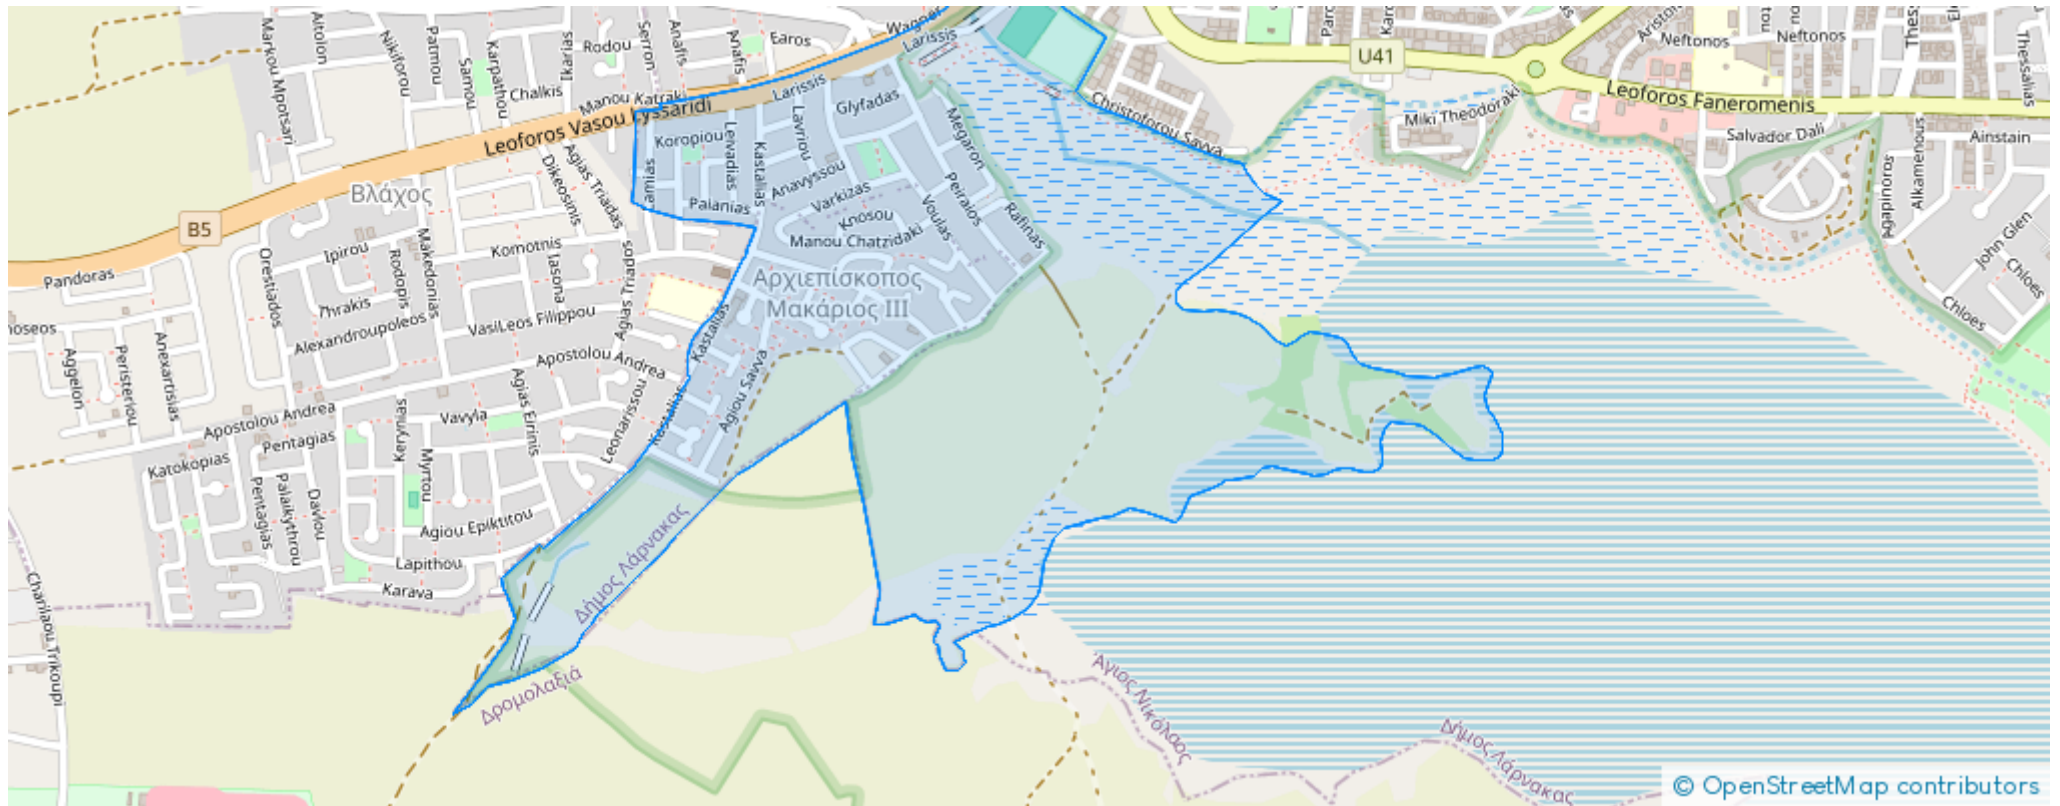 Markou Mpotsari
Aitolon
Nikiforou
Patmou
Samou
Karpathou
Chalkis
Ikarias
Rodou
Serron
Anafis
Anafis
Earos
Wagner
Larissis
Larissis
Manou Katraki
Leoforos Vasou Lyssaridi
Glyfadas
Lavriou
Koropiou
Levadias
Kastalias
Anavyssou
Varkizas
Palanias
Knosou
Manou Chatzidaki
Voulas
Peiraios
Megaron
Rafinas
Christoforou Savva
U41
Miki Theodoraki
Leoforos Faneromenis
Neftonos
Neftonos
Thessalias
Salvador Dali
Ainstain
Alkamenous
Agapinoros
John Glen
Chloes
Chloes
B5
Βλάχος
Dikeosinis
Agias Triadas
Pandoras
Orestiados
Ipirou
Makedonias
Rodopis
Komotnis
Iasona
Agias Triados
Thrakis
Alexandroupoleos
VasiLeos Filippou
Αρχιεπίσκοπος
Μακάριος III
Kastalias
Aggelon
Peristeriou
Anexartisias
Apostolou Andrea
Apostolou Andrea
Agias Eirinis
Leonarissou
Kastalias
Agiou Savva
Vavyla
Pentagias
Kerynias
Myrtou
Katokopias
Pentagias
Palaikythrou
Davlou
Agiou Epiktitou
Lapithou
Karava
Charilaou Trikoupi
Δήμος Λάρνακας
Δρομολαξιά
Άγιος Νικόλαος
Δήμος Λάρνακας
© OpenStreetMap contributors